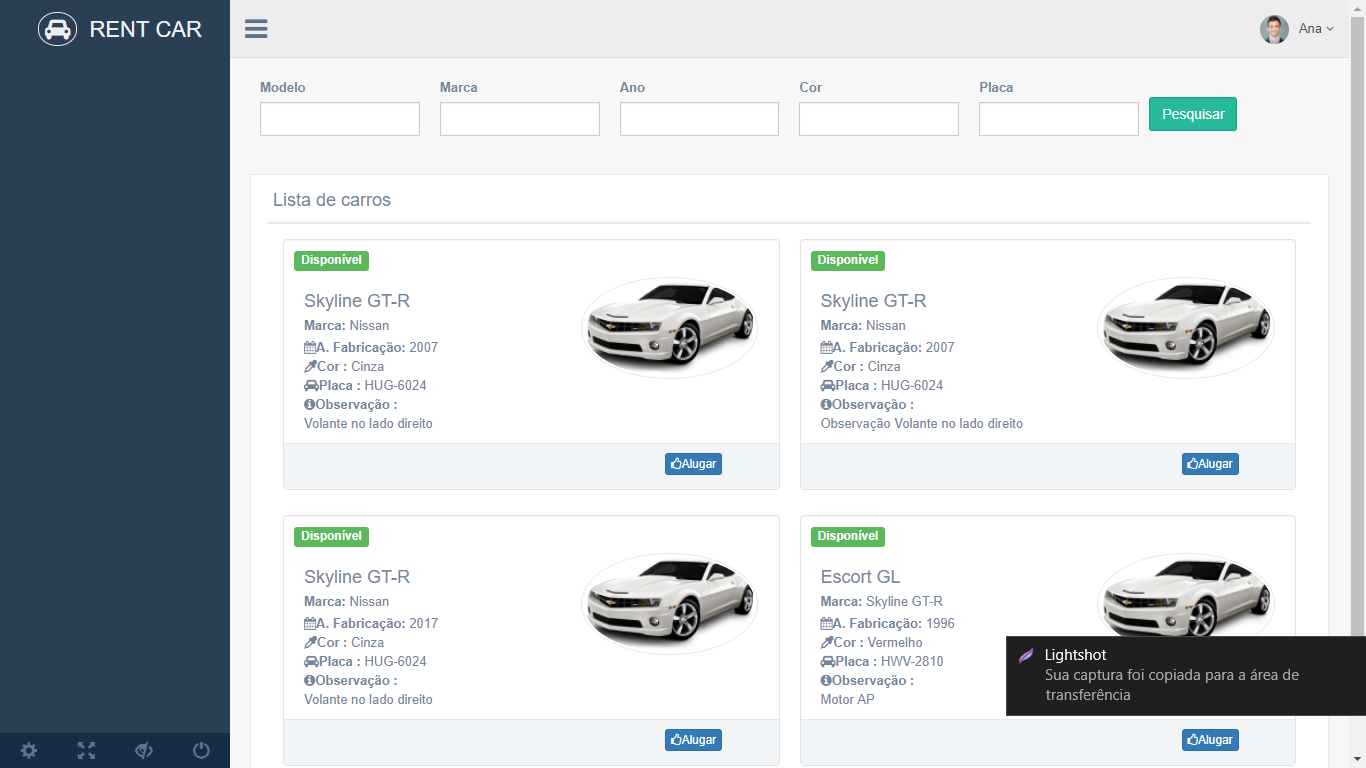 RENT CAR
Ana
Modelo
Marca
Ano
Cor
Placa
Pesquisar
Lista de carros
Disponível
Skyline GT-R
Marca: Nissan
A. Fabricação: 2007
Cor : Cinza
Placa : HUG-6024
Observação :
Volante no lado direito
Alugar
Disponível
Skyline GT-R
Marca: Nissan
A. Fabricação: 2007
Cor : Cinza
Placa : HUG-6024
Observação :
Observação Volante no lado direito
Alugar
Disponível
Skyline GT-R
Marca: Nissan
A. Fabricação: 2017
Cor : Cinza
Placa : HUG-6024
Observação :
Volante no lado direito
Alugar
Disponível
Escort GL
Marca: Skyline GT-R
A. Fabricação: 1996
Cor : Vermelho
Placa : HWV-2810
Observação :
Motor AP
Alugar
Lightshot
Sua captura foi copiada para a área de
transferência